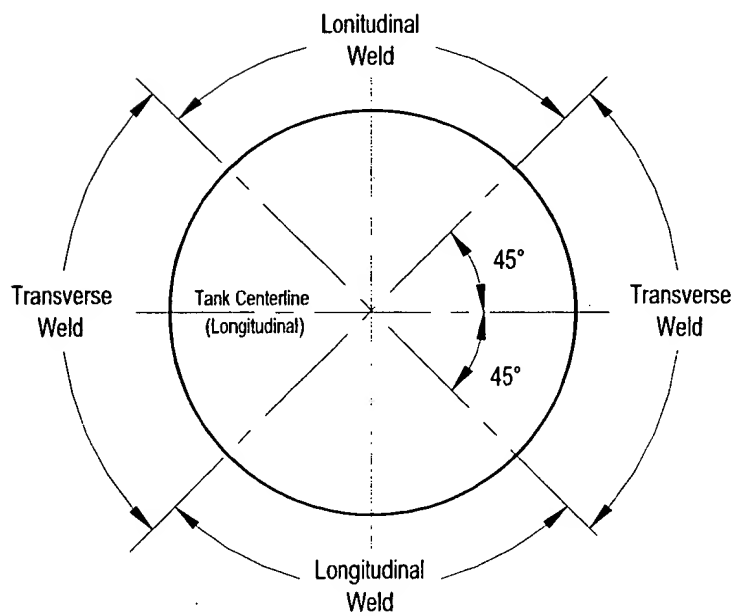 Lonitudinal
Weld
45°
Transverse
Weld
Tank Centerline
(Longitudinal)
Transverse
Weld
45°
Longitudinal
Weld